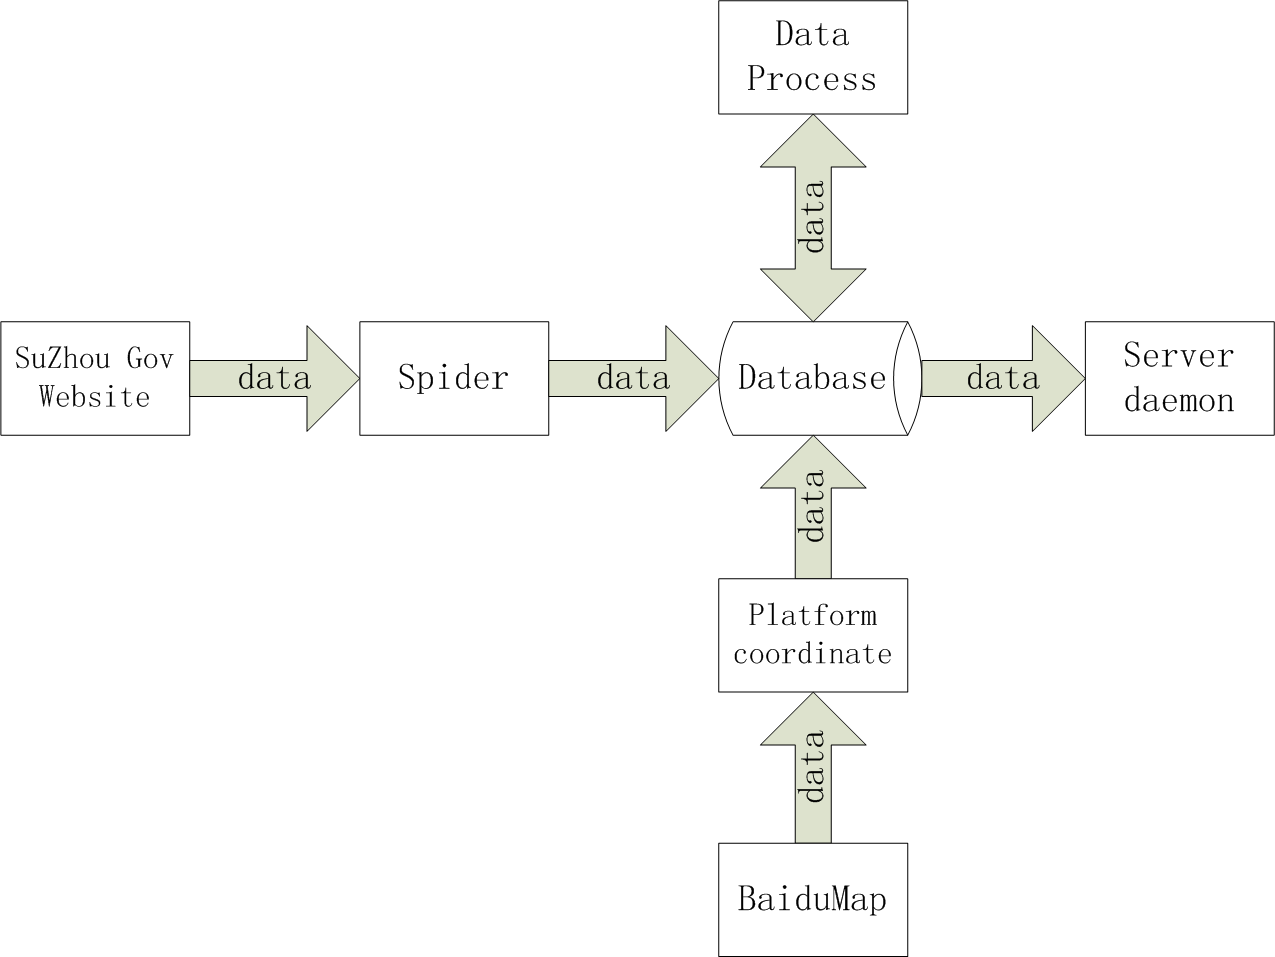 Data
Process
data
SuZhou Gov
Website
data
Spider
data
Database
data
Server
daemon
data
Platform
coordinate
data
BaiduMap